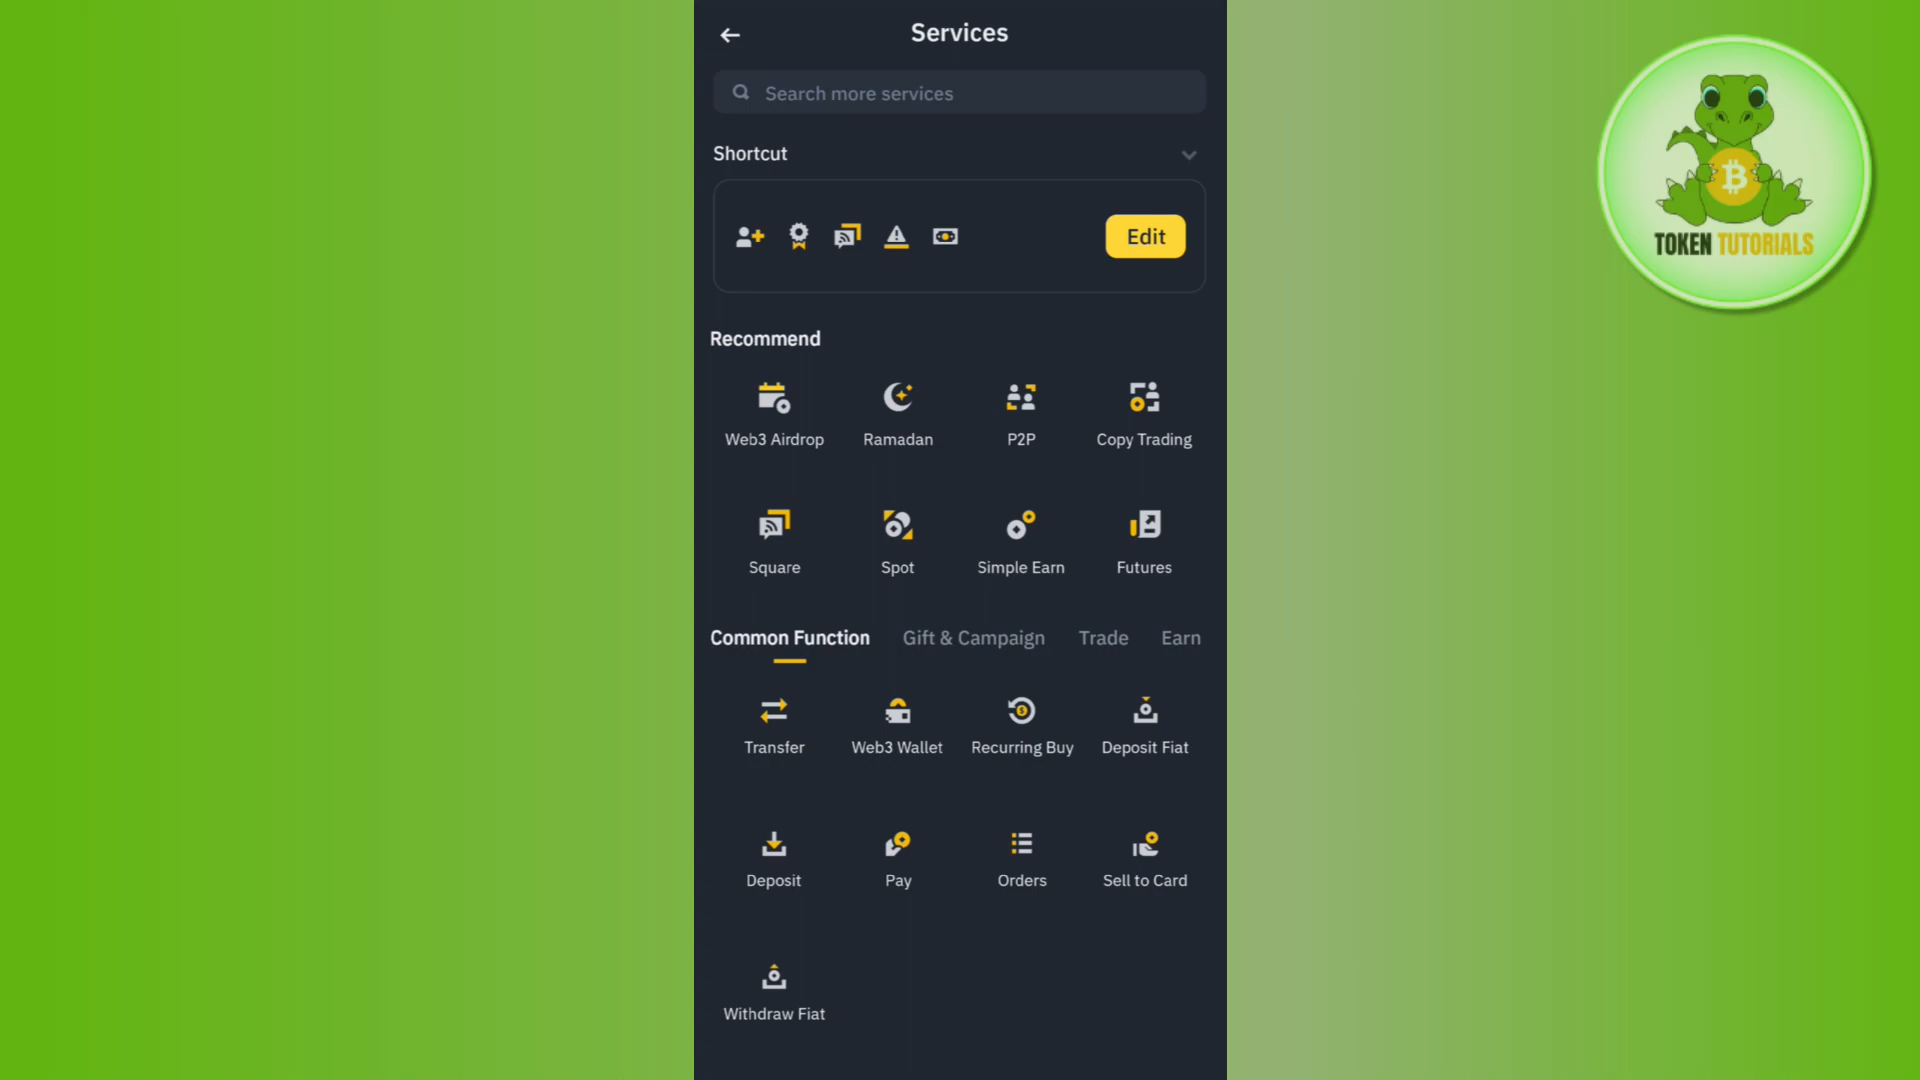 Services
Search more services
Shortcut
Edit
Recommend
Web3 Airdrop Ramadan P2P Copy Trading
Square Spot Simple Earn Futures
Common Function Gift & Campaign Trade Earn
Transfer Web3 Wallet Recurring Buy Deposit Fiat
Deposit Pay Orders Sell to Card
Withdraw Fiat
TOKEN TUTORIALS